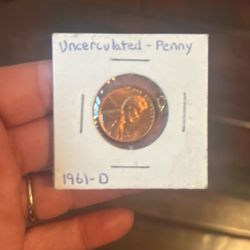 Uncerculated - Penny
1961-D